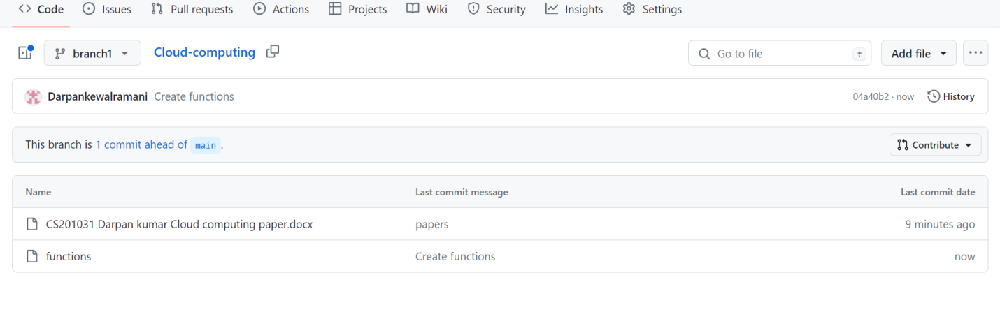 Code Issues Pull requests Actions Projects Wiki Security Insights Settings
branch1 Cloud-computing Go to file t Add file
Darpankewalramani Create functions 04a40b2 · now History
This branch is 1 commit ahead of main. Contribute
Name Last commit message Last commit date
CS201031 Darpan kumar Cloud computing paper.docx papers 9 minutes ago
functions Create functions now